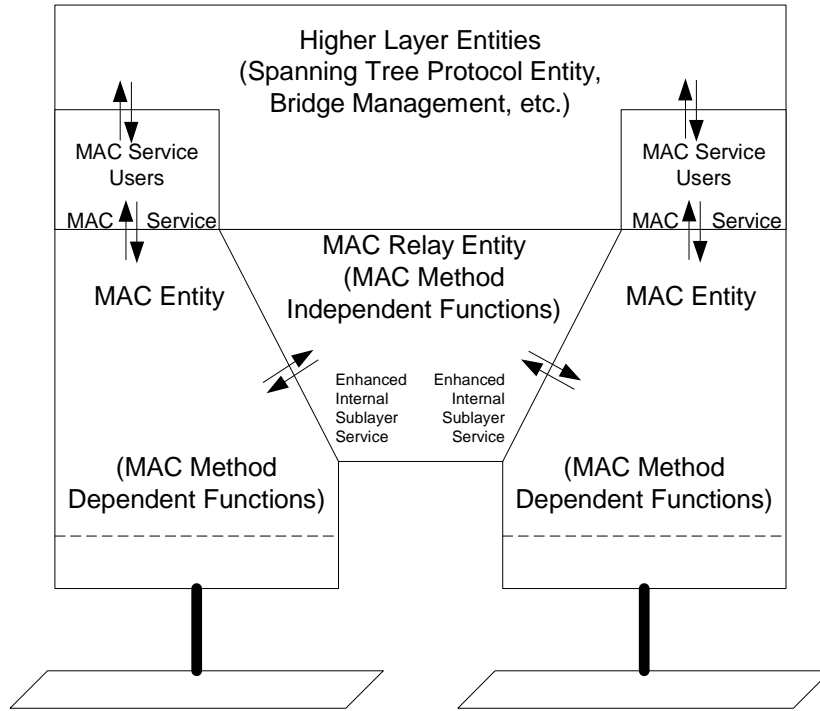 Higher Layer Entities
(Spanning Tree Protocol Entity,
Bridge Management, etc.)
MAC Service
Users
MAC Service
Users
MAC Service
MAC Service
MAC Relay Entity
(MAC Method
Independent Functions)
MAC Entity
MAC Entity
Enhanced
Internal
Sublayer
Service
Enhanced
Internal
Sublayer
Service
(MAC Method
Dependent Functions)
(MAC Method
Dependent Functions)